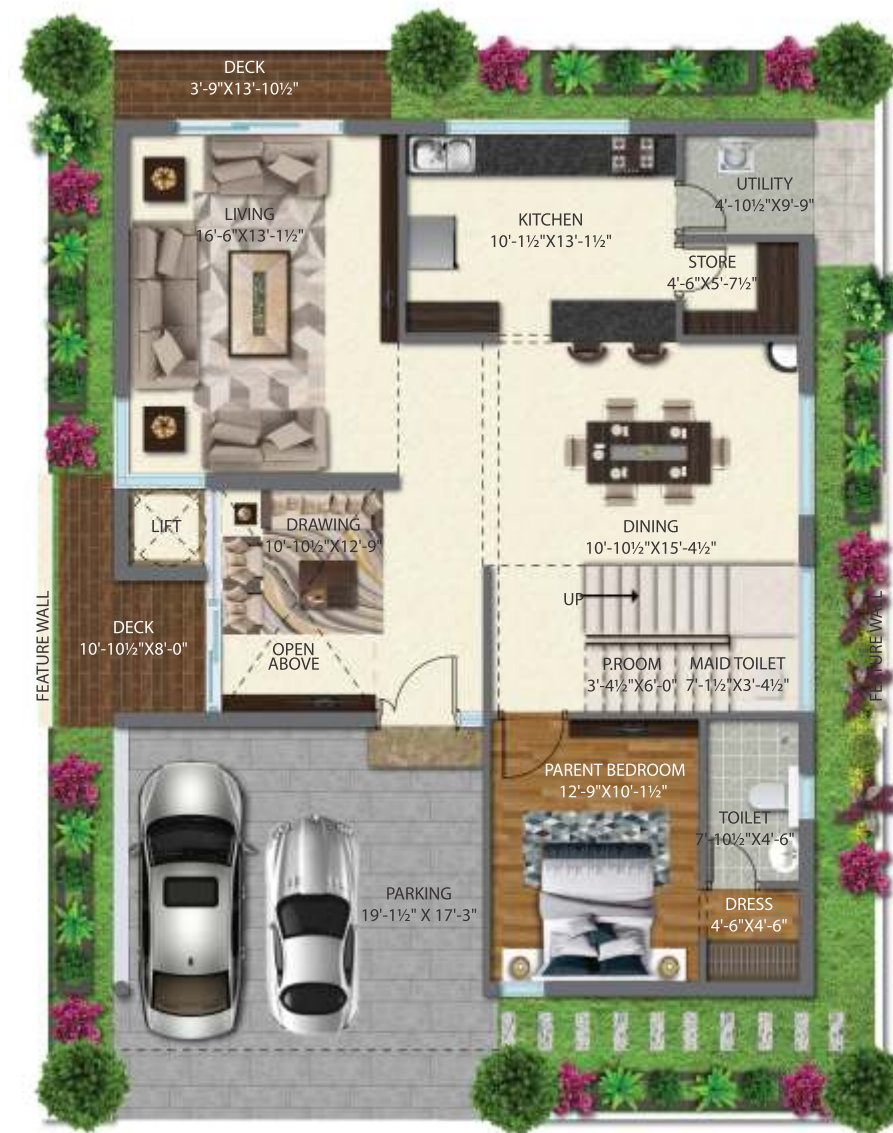 DECK
3'-9"X13'-10½"
LIVING
16'-6"X13'-1½"
KITCHEN
10'-1½"X13'-1½"
UTILITY
4'-10½"X9'-9"
STORE
4'-6"X5'-7½"
LIFT
DRAWING
10'-10½"X12'-9"
DINING
10'-10½"X15'-4½"
UP
FEATURE WALL
DECK
10'-10½"X8'-0"
OPEN
ABOVE
P.ROOM
3'-4½"X6'-0"
MAID TOILET
7'-1½"X3'-4½"
FEATURE WALL
PARENT BEDROOM
12'-9"X10'-1½"
TOILET
7'-10½"X4'-6"
PARKING
19'-1½" X 17'-3"
DRESS
4'-6"X4'-6"